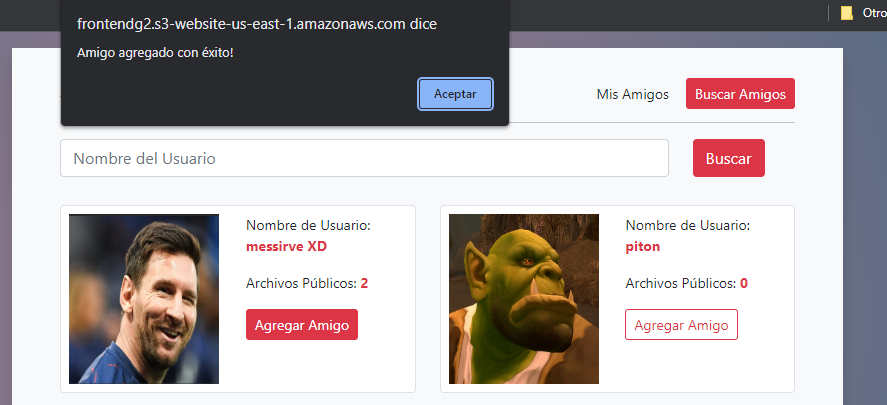 frontendg2.s3-website-us-east-1.amazonaws.com dice
Amigo agregado con éxito!
Aceptar
Otro
Mis Amigos
Buscar Amigos
Nombre del Usuario
Buscar
Nombre de Usuario:
messirve XD
Archivos Públicos: 2
Agregar Amigo
Nombre de Usuario:
piton
Archivos Públicos: 0
Agregar Amigo